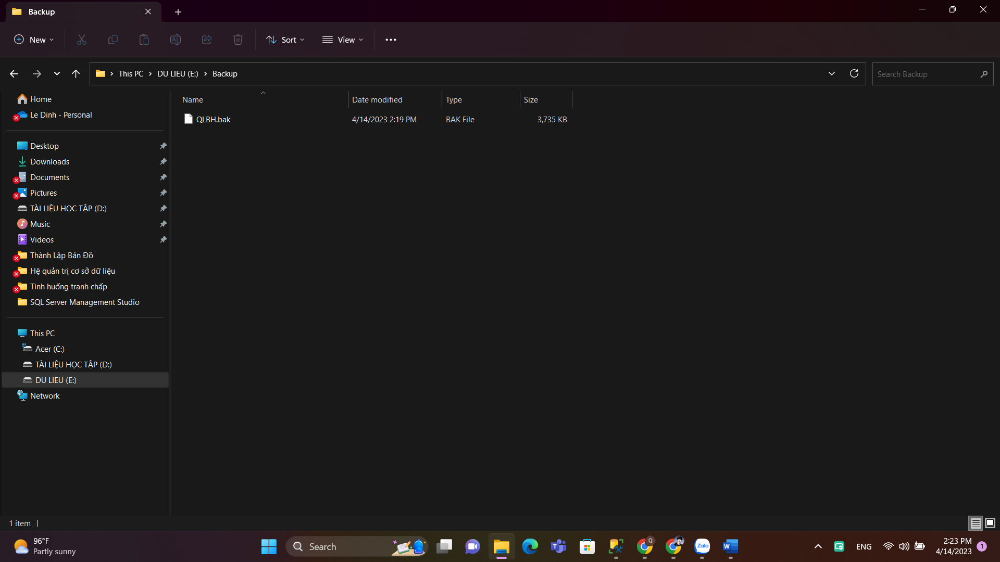 Backup
New
Sort
View
This PC
DU LIEU (E:)
Backup
Search Backup
Home
Le Dinh - Personal
Desktop
Downloads
Documents
Pictures
TÀI LIỆU HỌC TẬP (D:)
Music
Videos
Thành Lập Bản Đồ
Hệ quản trị cơ sở dữ liệu
Tình huống tranh chấp
SQL Server Management Studio
This PC
Acer (C:)
TÀI LIỆU HỌC TẬP (D:)
DU LIEU (E:)
Network
Name Date modified Type Size
QLBH.bak 4/14/2023 2:19 PM BAK File 3,735 KB
1 item
96°F
Partly sunny
Search
Q
Zalo
ENG
2:23 PM
4/14/2023
1